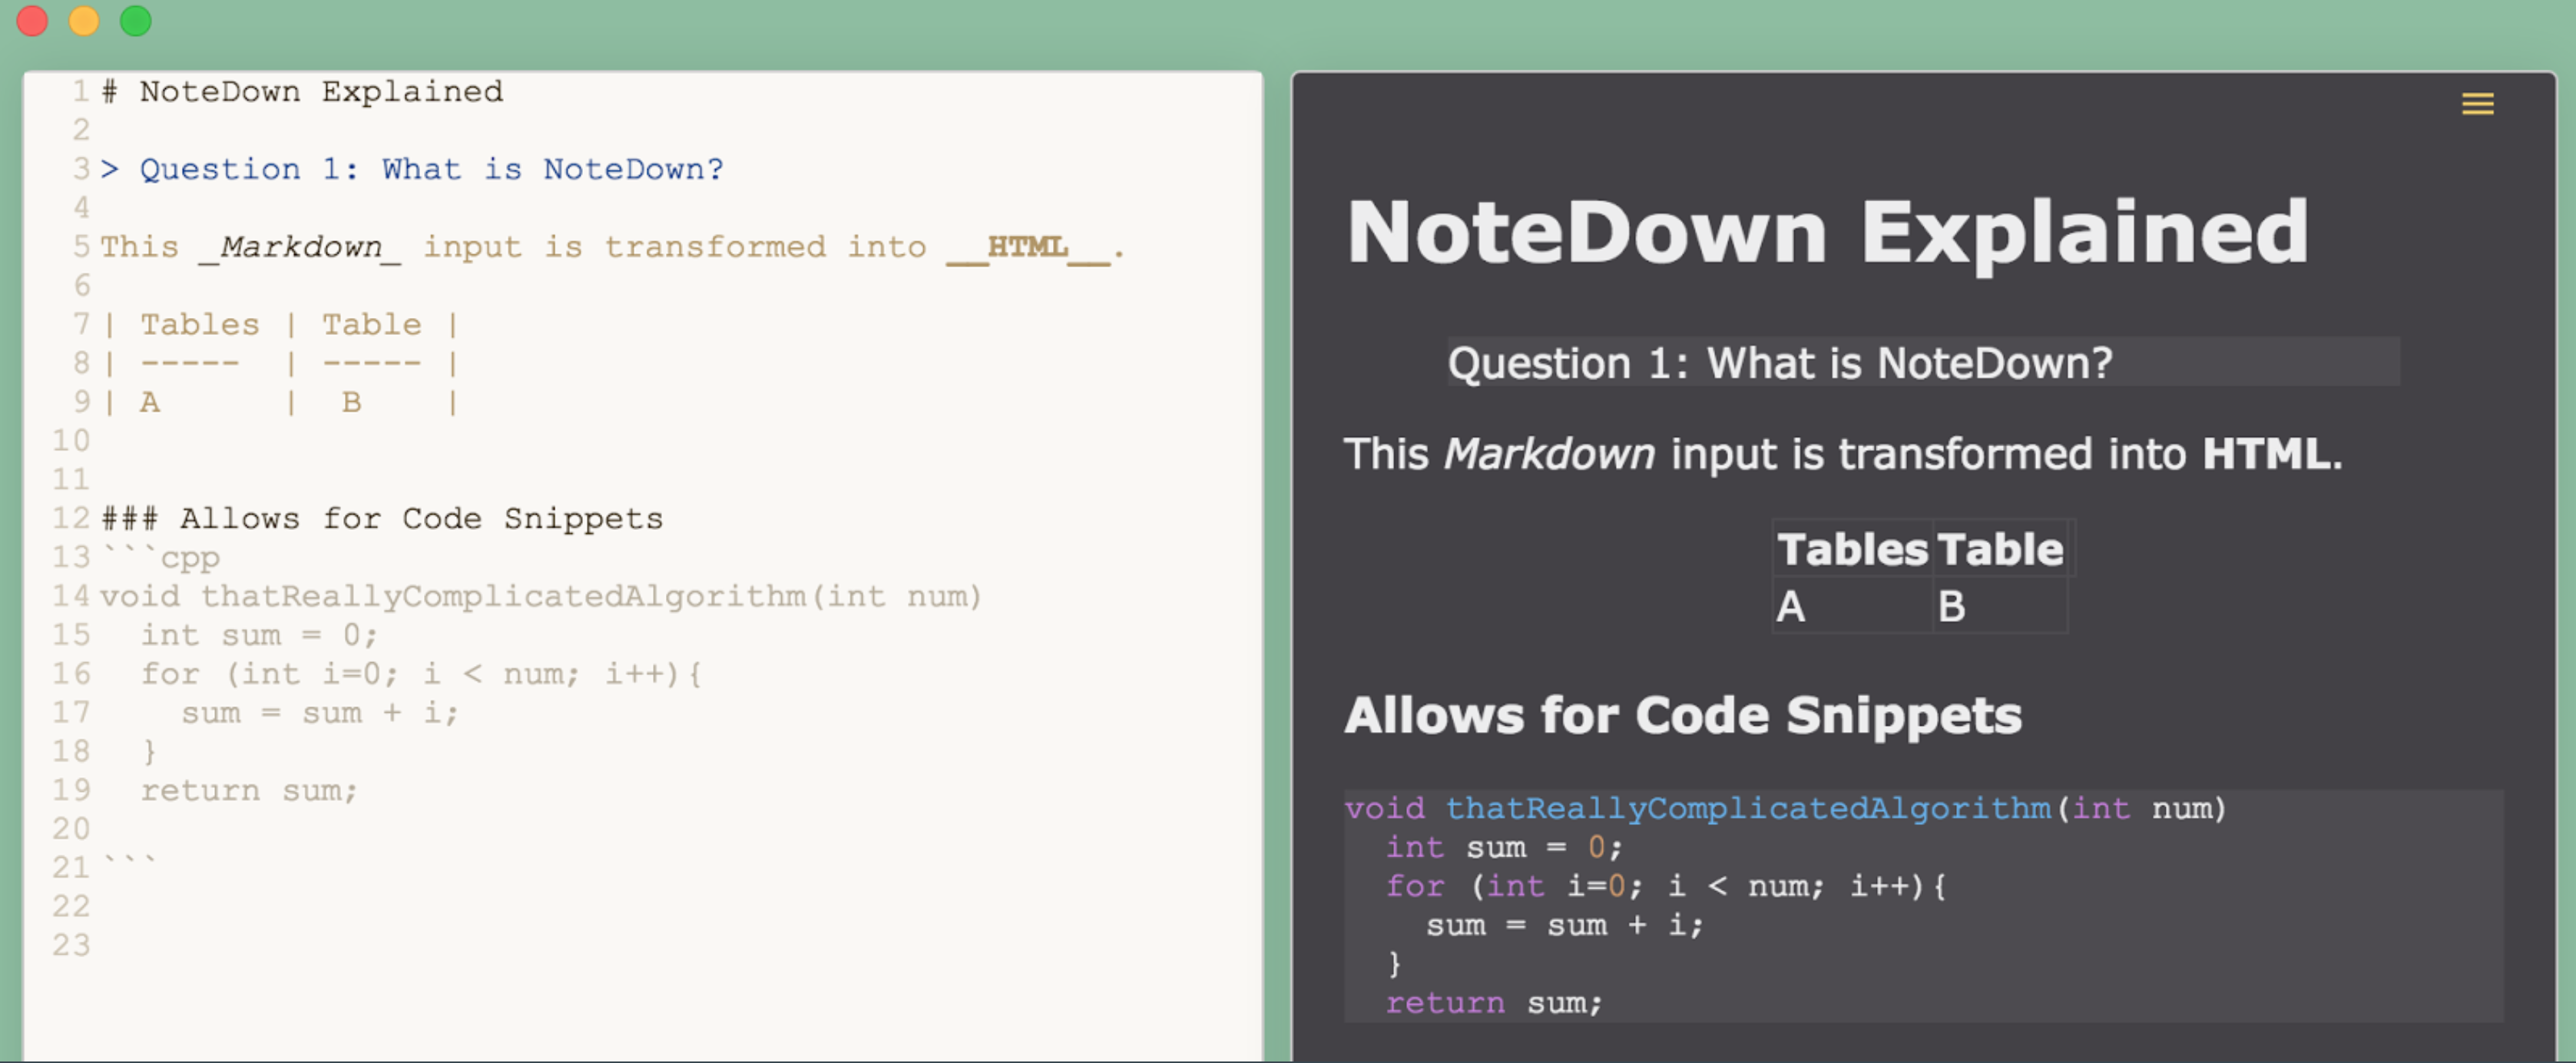 1 # NoteDown Explained
2
3 > Question 1: What is NoteDown?
4
5 This _Markdown_ input is transformed into __HTML__.
6
7 | Tables | Table |
8 | ----- | ----- |
9 | A | B |
10
11
12 ### Allows for Code Snippets
13 ```cpp
14 void thatReallyComplicatedAlgorithm(int num)
15   int sum = 0;
16   for (int i=0; i < num; i++){
17     sum = sum + i;
18   }
19   return sum;
20
21 ```
22
23
NoteDown Explained
Question 1: What is NoteDown?
This Markdown input is transformed into HTML.
Tables Table
A B
Allows for Code Snippets
void thatReallyComplicatedAlgorithm(int num)
  int sum = 0;
  for (int i=0; i < num; i++){
    sum = sum + i;
  }
  return sum;